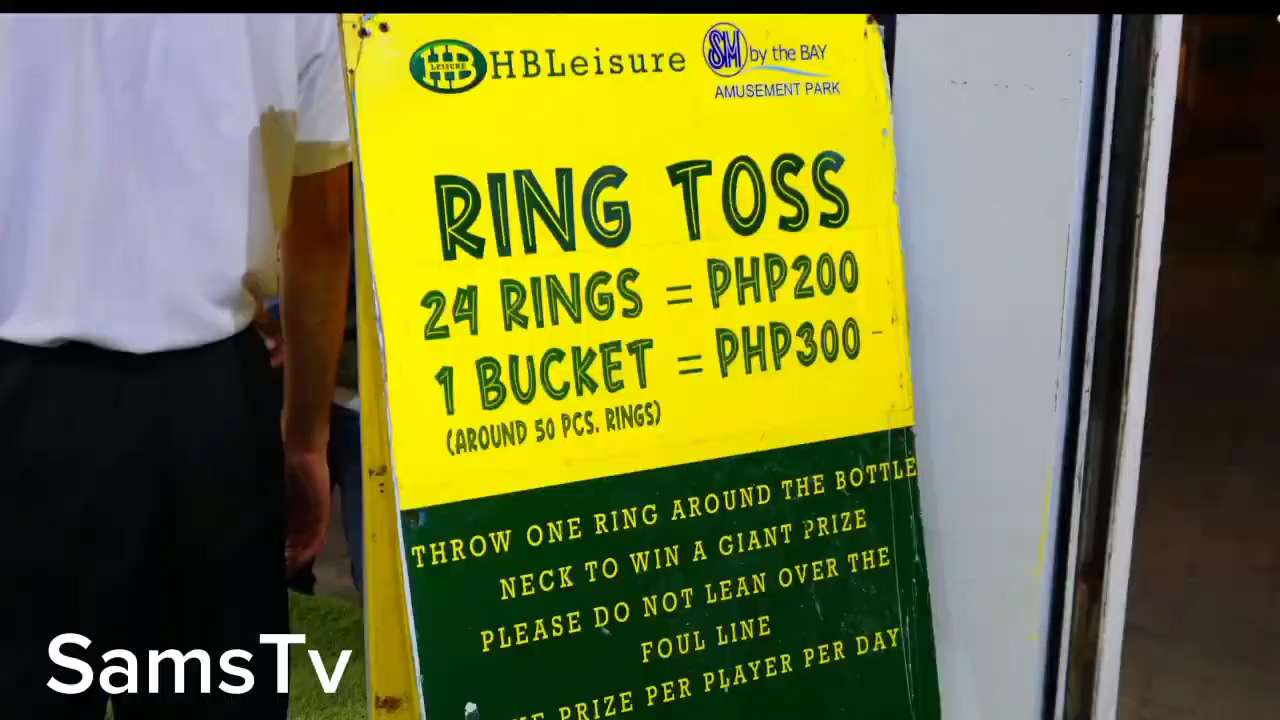 HB
LEISURE
HBLeisure
SM by the BAY
AMUSEMENT PARK
RING TOSS
24 RINGS = PHP200
1 BUCKET = PHP300
(AROUND 50 PCS. RINGS)
THROW ONE RING AROUND THE BOTTLE
NECK TO WIN A GIANT PRIZE
PLEASE DO NOT LEAN OVER THE
FOUL LINE
PRIZE PER PLAYER PER DAY
SamsTv